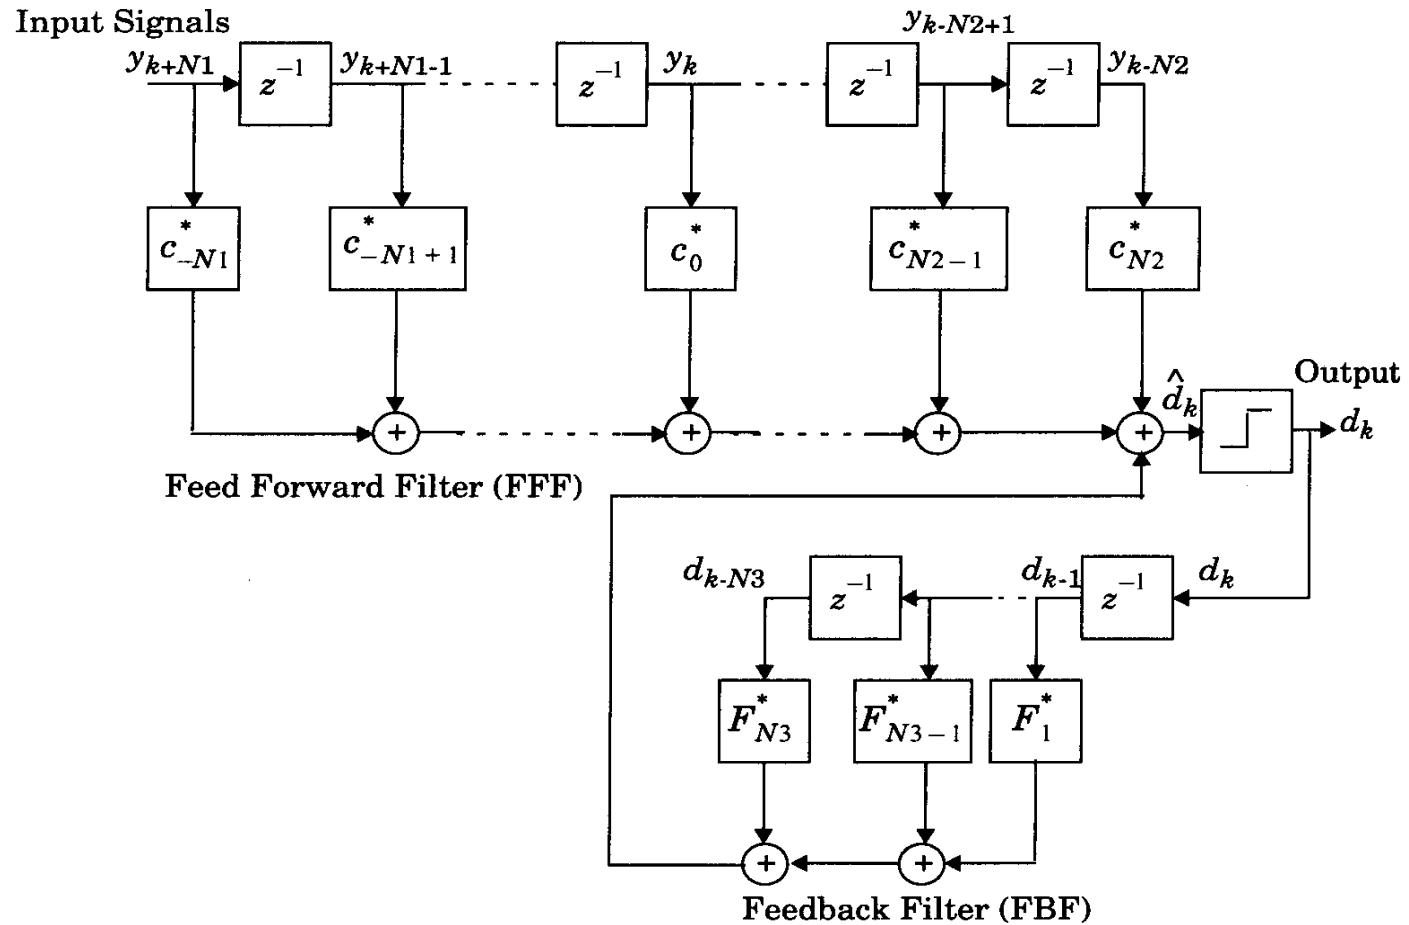 Input Signals
y_{k+N1} z^{-1} y_{k+N1-1} z^{-1} y_k z^{-1} y_{k-N2+1} z^{-1} y_{k-N2}
c^*_{-N1} c^*_{-N1+1} c^*_0 c^*_{N2-1} c^*_{N2}
Output
+ + + + \hat{d}_k d_k
Feed Forward Filter (FFF)
d_{k-N3} z^{-1} d_{k-1} z^{-1} d_k
F^*_{N3} F^*_{N3-1} F^*_1
+ +
Feedback Filter (FBF)